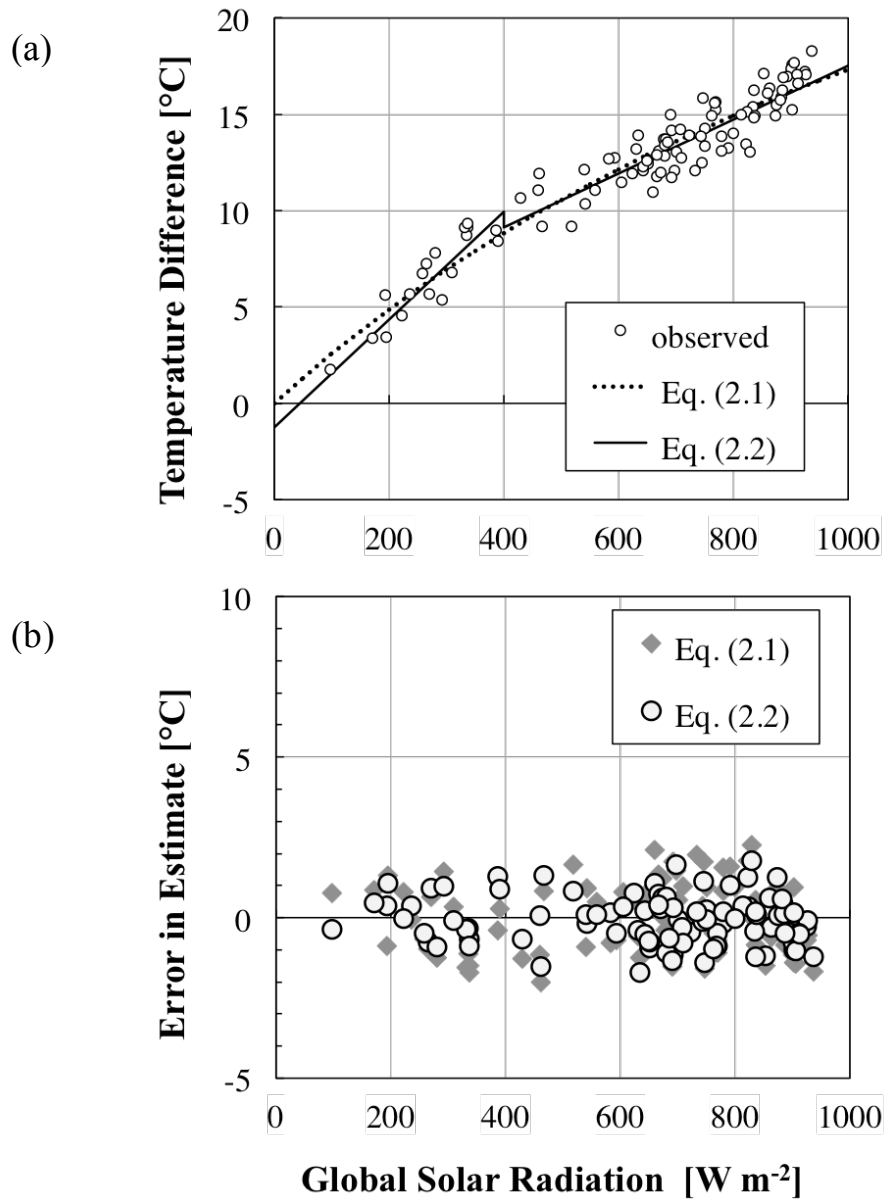 (a)
Temperature Difference [°C]
20
15
10
5
0
-5
observed
Eq. (2.1)
Eq. (2.2)
0 200 400 600 800 1000
(b)
Error in Estimate [°C]
10
5
0
-5
Eq. (2.1)
Eq. (2.2)
0 200 400 600 800 1000
Global Solar Radiation [W m-2]